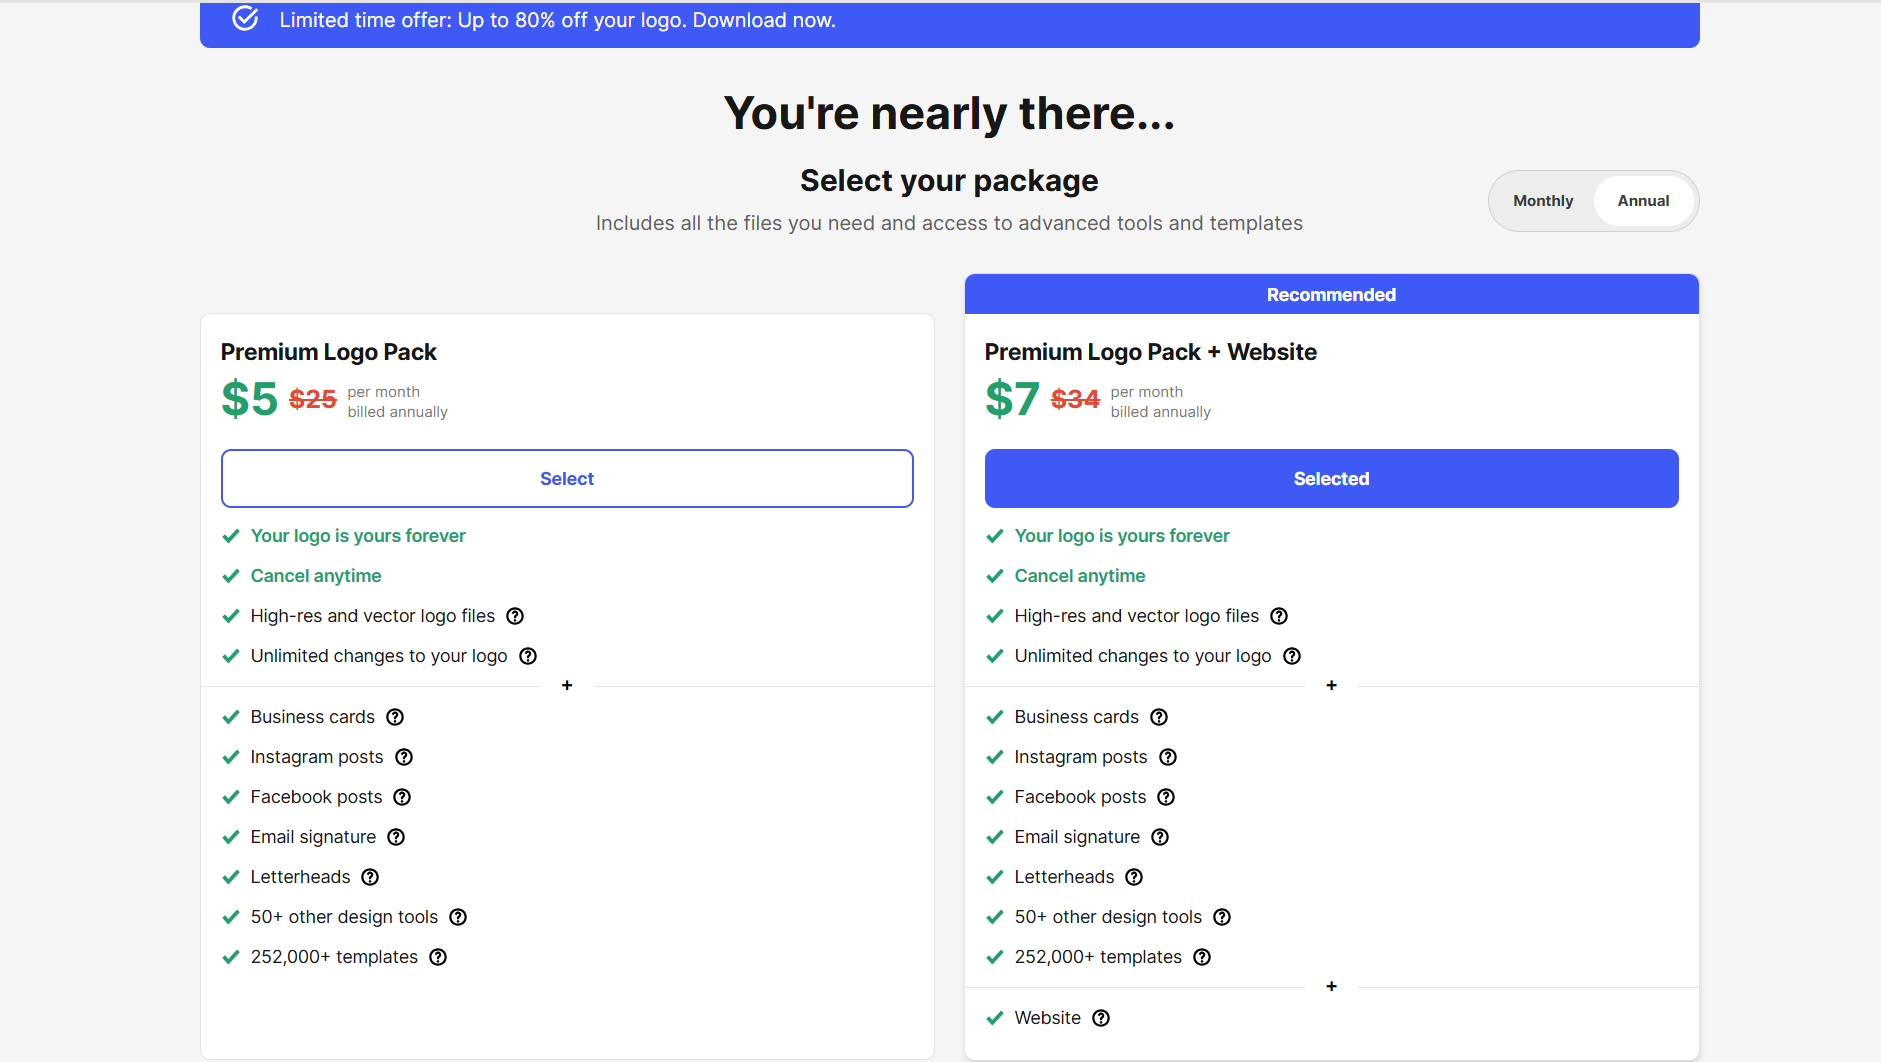 Limited time offer: Up to 80% off your logo. Download now.
You're nearly there...
Select your package
Includes all the files you need and access to advanced tools and templates
Monthly
Annual
Premium Logo Pack
$5 $25 per month
billed annually
Select
Your logo is yours forever
Cancel anytime
High-res and vector logo files
Unlimited changes to your logo
+
Business cards
Instagram posts
Facebook posts
Email signature
Letterheads
50+ other design tools
252,000+ templates
Recommended
Premium Logo Pack + Website
$7 $34 per month
billed annually
Selected
Your logo is yours forever
Cancel anytime
High-res and vector logo files
Unlimited changes to your logo
+
Business cards
Instagram posts
Facebook posts
Email signature
Letterheads
50+ other design tools
252,000+ templates
+
Website